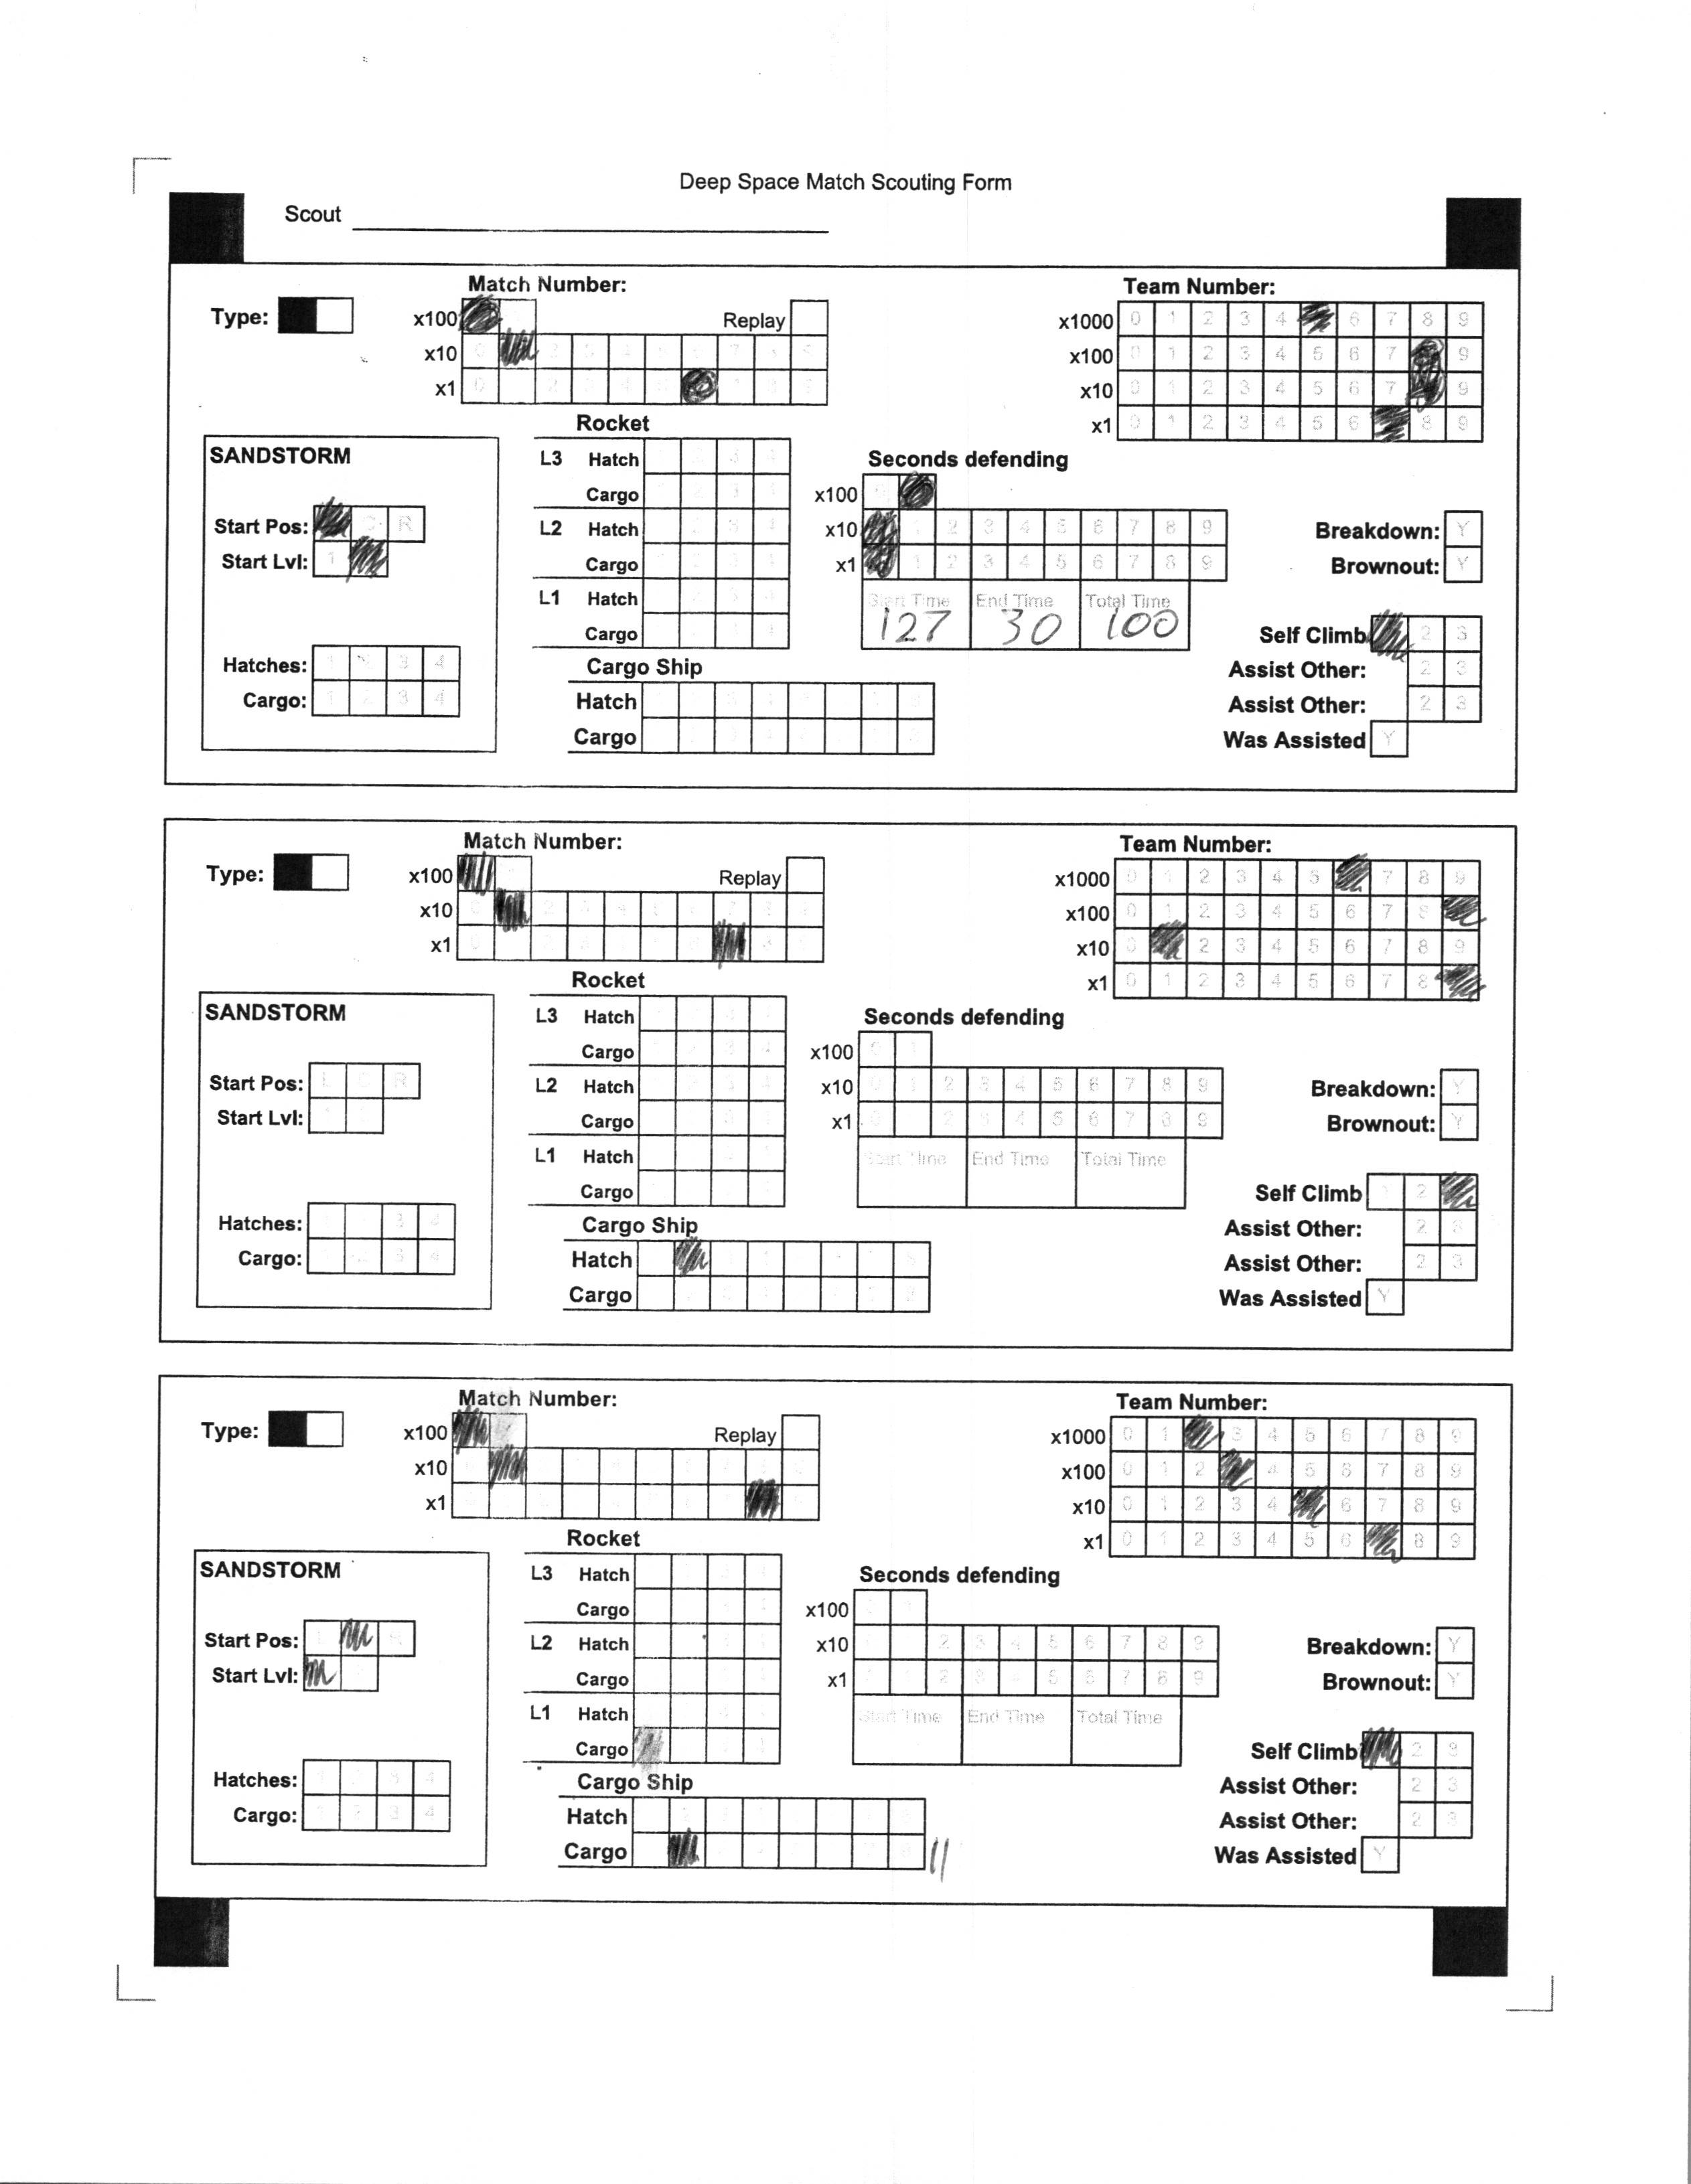 Deep Space Match Scouting Form
Scout
Match Number:
Team Number:
Type:
x100
Replay
x1000 0 1 2 3 4 6 7 8 9
x10
x100 0 1 2 3 4 5 6 7 9
x1
x10 0 1 2 3 4 5 6 7 9
x1 0 1 2 3 4 5 6 8 9
Rocket
SANDSTORM
L3 Hatch
Seconds defending
Cargo
x100
Start Pos: C R
L2 Hatch
x10 1 2 3 4 5 6 7 8 9
Breakdown: Y
Start Lvl: 1
Cargo
x1 1 2 3 4 5 6 7 8 9
Brownout: Y
L1 Hatch
Start Time End Time Total Time
127 30 100
Cargo
Self Climb 2 3
Hatches: 3 4
Cargo Ship
Assist Other: 2 3
Cargo: 1 2 3 4
Hatch
Assist Other: 2 3
Cargo
Was Assisted Y
Match Number:
Team Number:
Type:
x100
Replay
x1000 0 1 2 3 4 5 7 8 9
x10
x100 0 1 2 3 4 5 6 7 8
x1
x10 0 2 3 4 5 6 7 8 9
x1 0 1 2 3 4 5 6 7 8
Rocket
SANDSTORM
L3 Hatch
Seconds defending
Cargo
x100
Start Pos: L C R
L2 Hatch
x10 0 1 2 3 4 5 6 7 8 9
Breakdown: Y
Start Lvl:
Cargo
x1 2 3 4 5 6 7 8 9
Brownout: Y
L1 Hatch
Start Time End Time Total Time
Cargo
Self Climb 1 2
Hatches: 3 4
Cargo Ship
Assist Other: 2 3
Cargo: 3 4
Hatch
Assist Other: 2 3
Cargo
Was Assisted Y
Match Number:
Team Number:
Type:
x100
Replay
x1000 0 1 3 4 5 6 7 8 9
x10
x100 0 1 2 4 5 6 7 8 9
x1
x10 0 1 2 3 4 6 7 8 9
x1 0 1 2 3 4 5 6 8 9
Rocket
SANDSTORM
L3 Hatch
Seconds defending
Cargo
x100
Start Pos: R
L2 Hatch
x10 2 3 4 5 6 7 8 9
Breakdown: Y
Start Lvl:
Cargo
x1 2 3 4 5 6 7 8 9
Brownout: Y
L1 Hatch
Start Time End Time Total Time
Cargo
Self Climb 2 3
Hatches: 3 4
Cargo Ship
Assist Other: 2 3
Cargo: 2 3 4
Hatch
Assist Other: 2 3
Cargo
Was Assisted Y